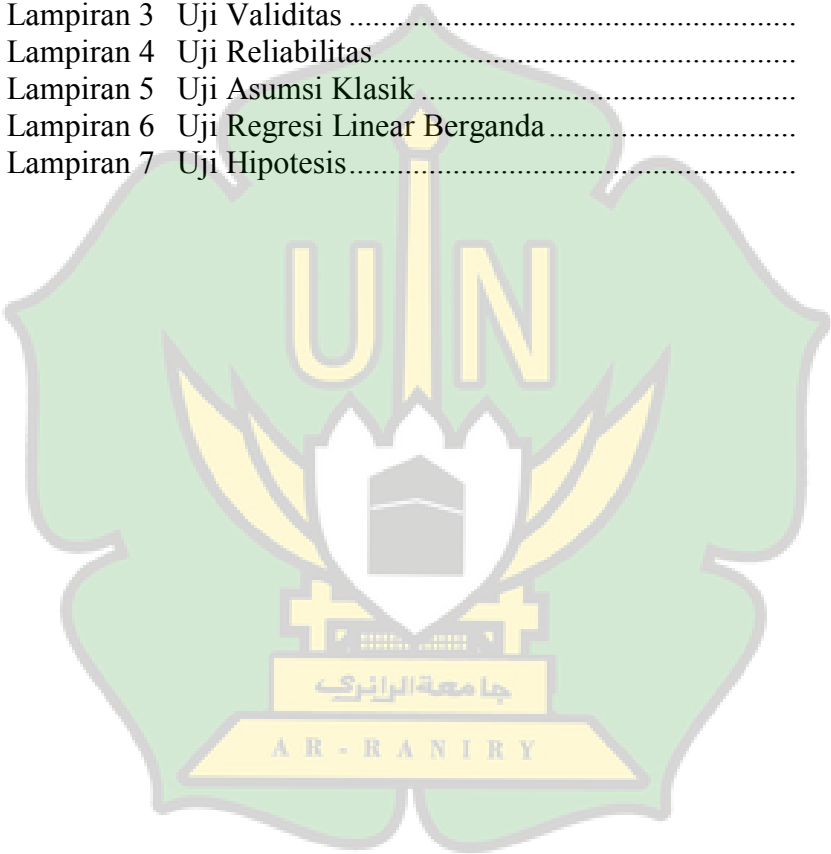 Lampiran 3 Uji Validitas ............................................................
Lampiran 4 Uji Reliabilitas.........................................................
Lampiran 5 Uji Asumsi Klasik...................................................
Lampiran 6 Uji Regresi Linear Berganda.................................
Lampiran 7 Uji Hipotesis............................................................
UIN
جامعة الرانري
AR-RANIRY